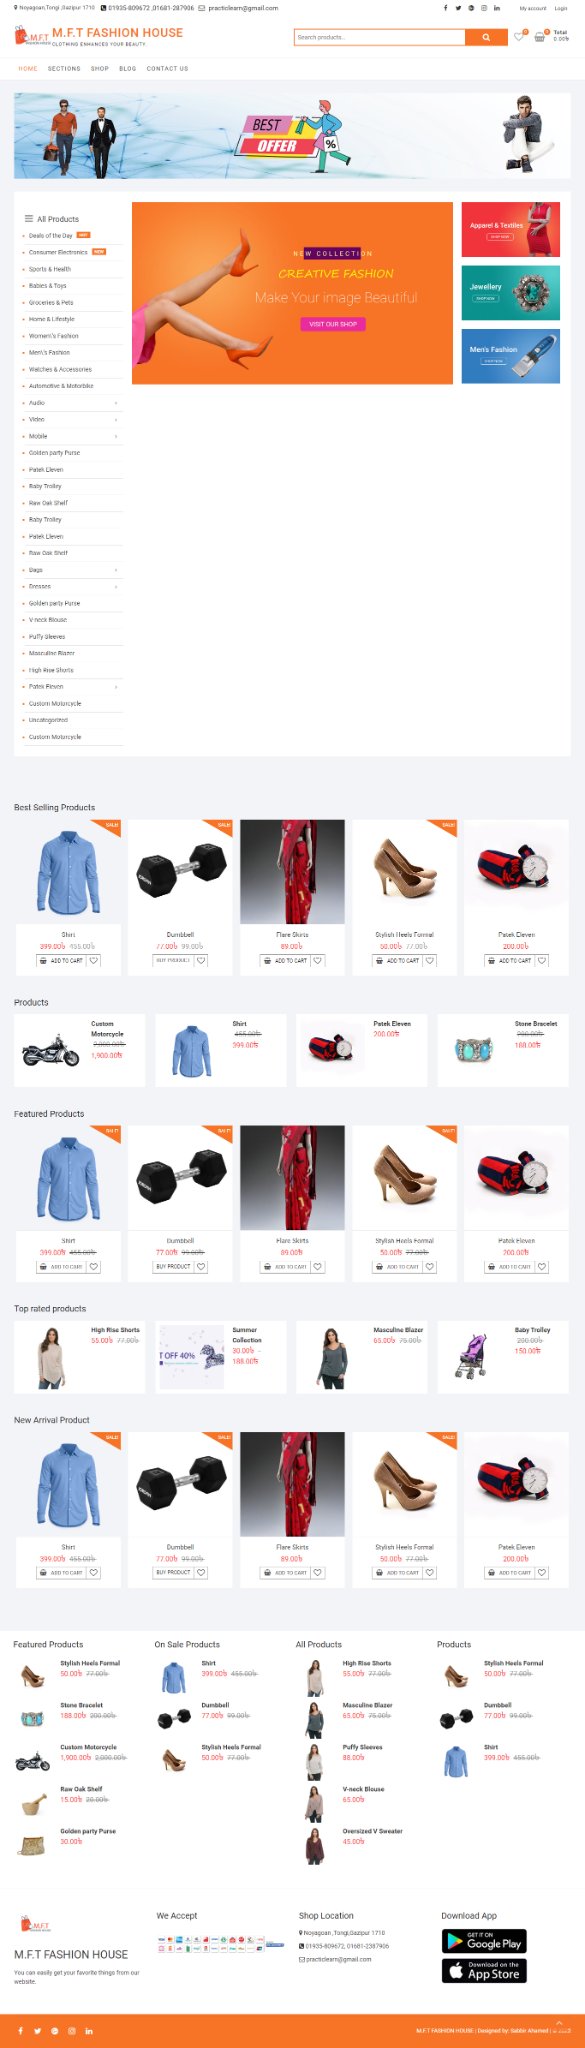 Noyagoan,Tongi ,Gazipur 1710 01935-809672 ,01681-287906 practiclearn@gmail.com
My account Login
M.F.T FASHION HOUSE
CLOTHING ENHANCES YOUR BEAUTY.
Search products...
0
0
Total
0.00৳
HOME SECTIONS SHOP BLOG CONTACT US
BEST
OFFER
%
All Products
Deals of the Day HOT
Consumer Electronics NEW
Sports & Health
Babies & Toys
Groceries & Pets
Home & Lifestyle
Women\'s Fashion
Men\'s Fashion
Watches & Accessories
Automotive & Motorbike
Audio
Video
Mobile
Golden party Purse
Patek Eleven
Baby Trolley
Raw Oak Shelf
Baby Trolley
Patek Eleven
Raw Oak Shelf
Bags
Dresses
Golden party Purse
V-neck Blouse
Puffy Sleeves
Masculine Blazer
High Rise Shorts
Patek Eleven
Custom Motorcycle
Uncategorized
Custom Motorcycle
NEW COLLECTION
CREATIVE FASHION
Make Your image Beautiful
VISIT OUR SHOP
Apparel & Textiles
SHOP NOW
Jewellery
SHOP NOW
Men's Fashion
SHOP NOW
Best Selling Products
SALE! SALE! SALE!
Shirt Dumbbell Flare Skirts Stylish Heels Formal Patek Eleven
399.00৳ 455.00৳ 77.00৳ 99.00৳ 89.00৳ 50.00৳ 77.00৳ 200.00৳
ADD TO CART BUY PRODUCT ADD TO CART ADD TO CART ADD TO CART
Products
Custom Motorcycle
2,000.00৳
1,900.00৳
Shirt
455.00৳
399.00৳
Patek Eleven
200.00৳
Stone Bracelet
200.00৳
188.00৳
Featured Products
SALE! SALE! SALE!
Shirt Dumbbell Flare Skirts Stylish Heels Formal Patek Eleven
399.00৳ 455.00৳ 77.00৳ 99.00৳ 89.00৳ 50.00৳ 77.00৳ 200.00৳
ADD TO CART BUY PRODUCT ADD TO CART ADD TO CART ADD TO CART
Top rated products
High Rise Shorts
55.00৳ 77.00৳
T OFF 40%
Summer
Collection
30.00৳ –
188.00৳
Masculine Blazer
65.00৳ 75.00৳
Baby Trolley
200.00৳
150.00৳
New Arrival Product
SALE! SALE! SALE!
Shirt Dumbbell Flare Skirts Stylish Heels Formal Patek Eleven
399.00৳ 455.00৳ 77.00৳ 99.00৳ 89.00৳ 50.00৳ 77.00৳ 200.00৳
ADD TO CART BUY PRODUCT ADD TO CART ADD TO CART ADD TO CART
Featured Products
Stylish Heels Formal
50.00৳ 77.00৳
Stone Bracelet
188.00৳ 200.00৳
Custom Motorcycle
1,900.00৳ 2,000.00৳
Raw Oak Shelf
15.00৳ 20.00৳
Golden party Purse
30.00৳
On Sale Products
Shirt
399.00৳ 455.00৳
Dumbbell
77.00৳ 99.00৳
Stylish Heels Formal
50.00৳ 77.00৳
All Products
High Rise Shorts
55.00৳ 77.00৳
Masculine Blazer
65.00৳ 75.00৳
Puffy Sleeves
88.00৳
V-neck Blouse
65.00৳
Oversized V Sweater
45.00৳
Products
Stylish Heels Formal
50.00৳ 77.00৳
Dumbbell
77.00৳ 99.00৳
Shirt
399.00৳ 455.00৳
M.F.T
M.F.T FASHION HOUSE
You can easily get your favorite things from our
website.
We Accept
Shop Location
Noyagoan ,Tongi,Gazipur 1710
01935-809672, 01681-2387906
practiclearn@gmail.com
Download App
GET IT ON
Google Play
Download on the
App Store
M.F.T FASHION HOUSE | Designed by: Sabbir Ahamed |